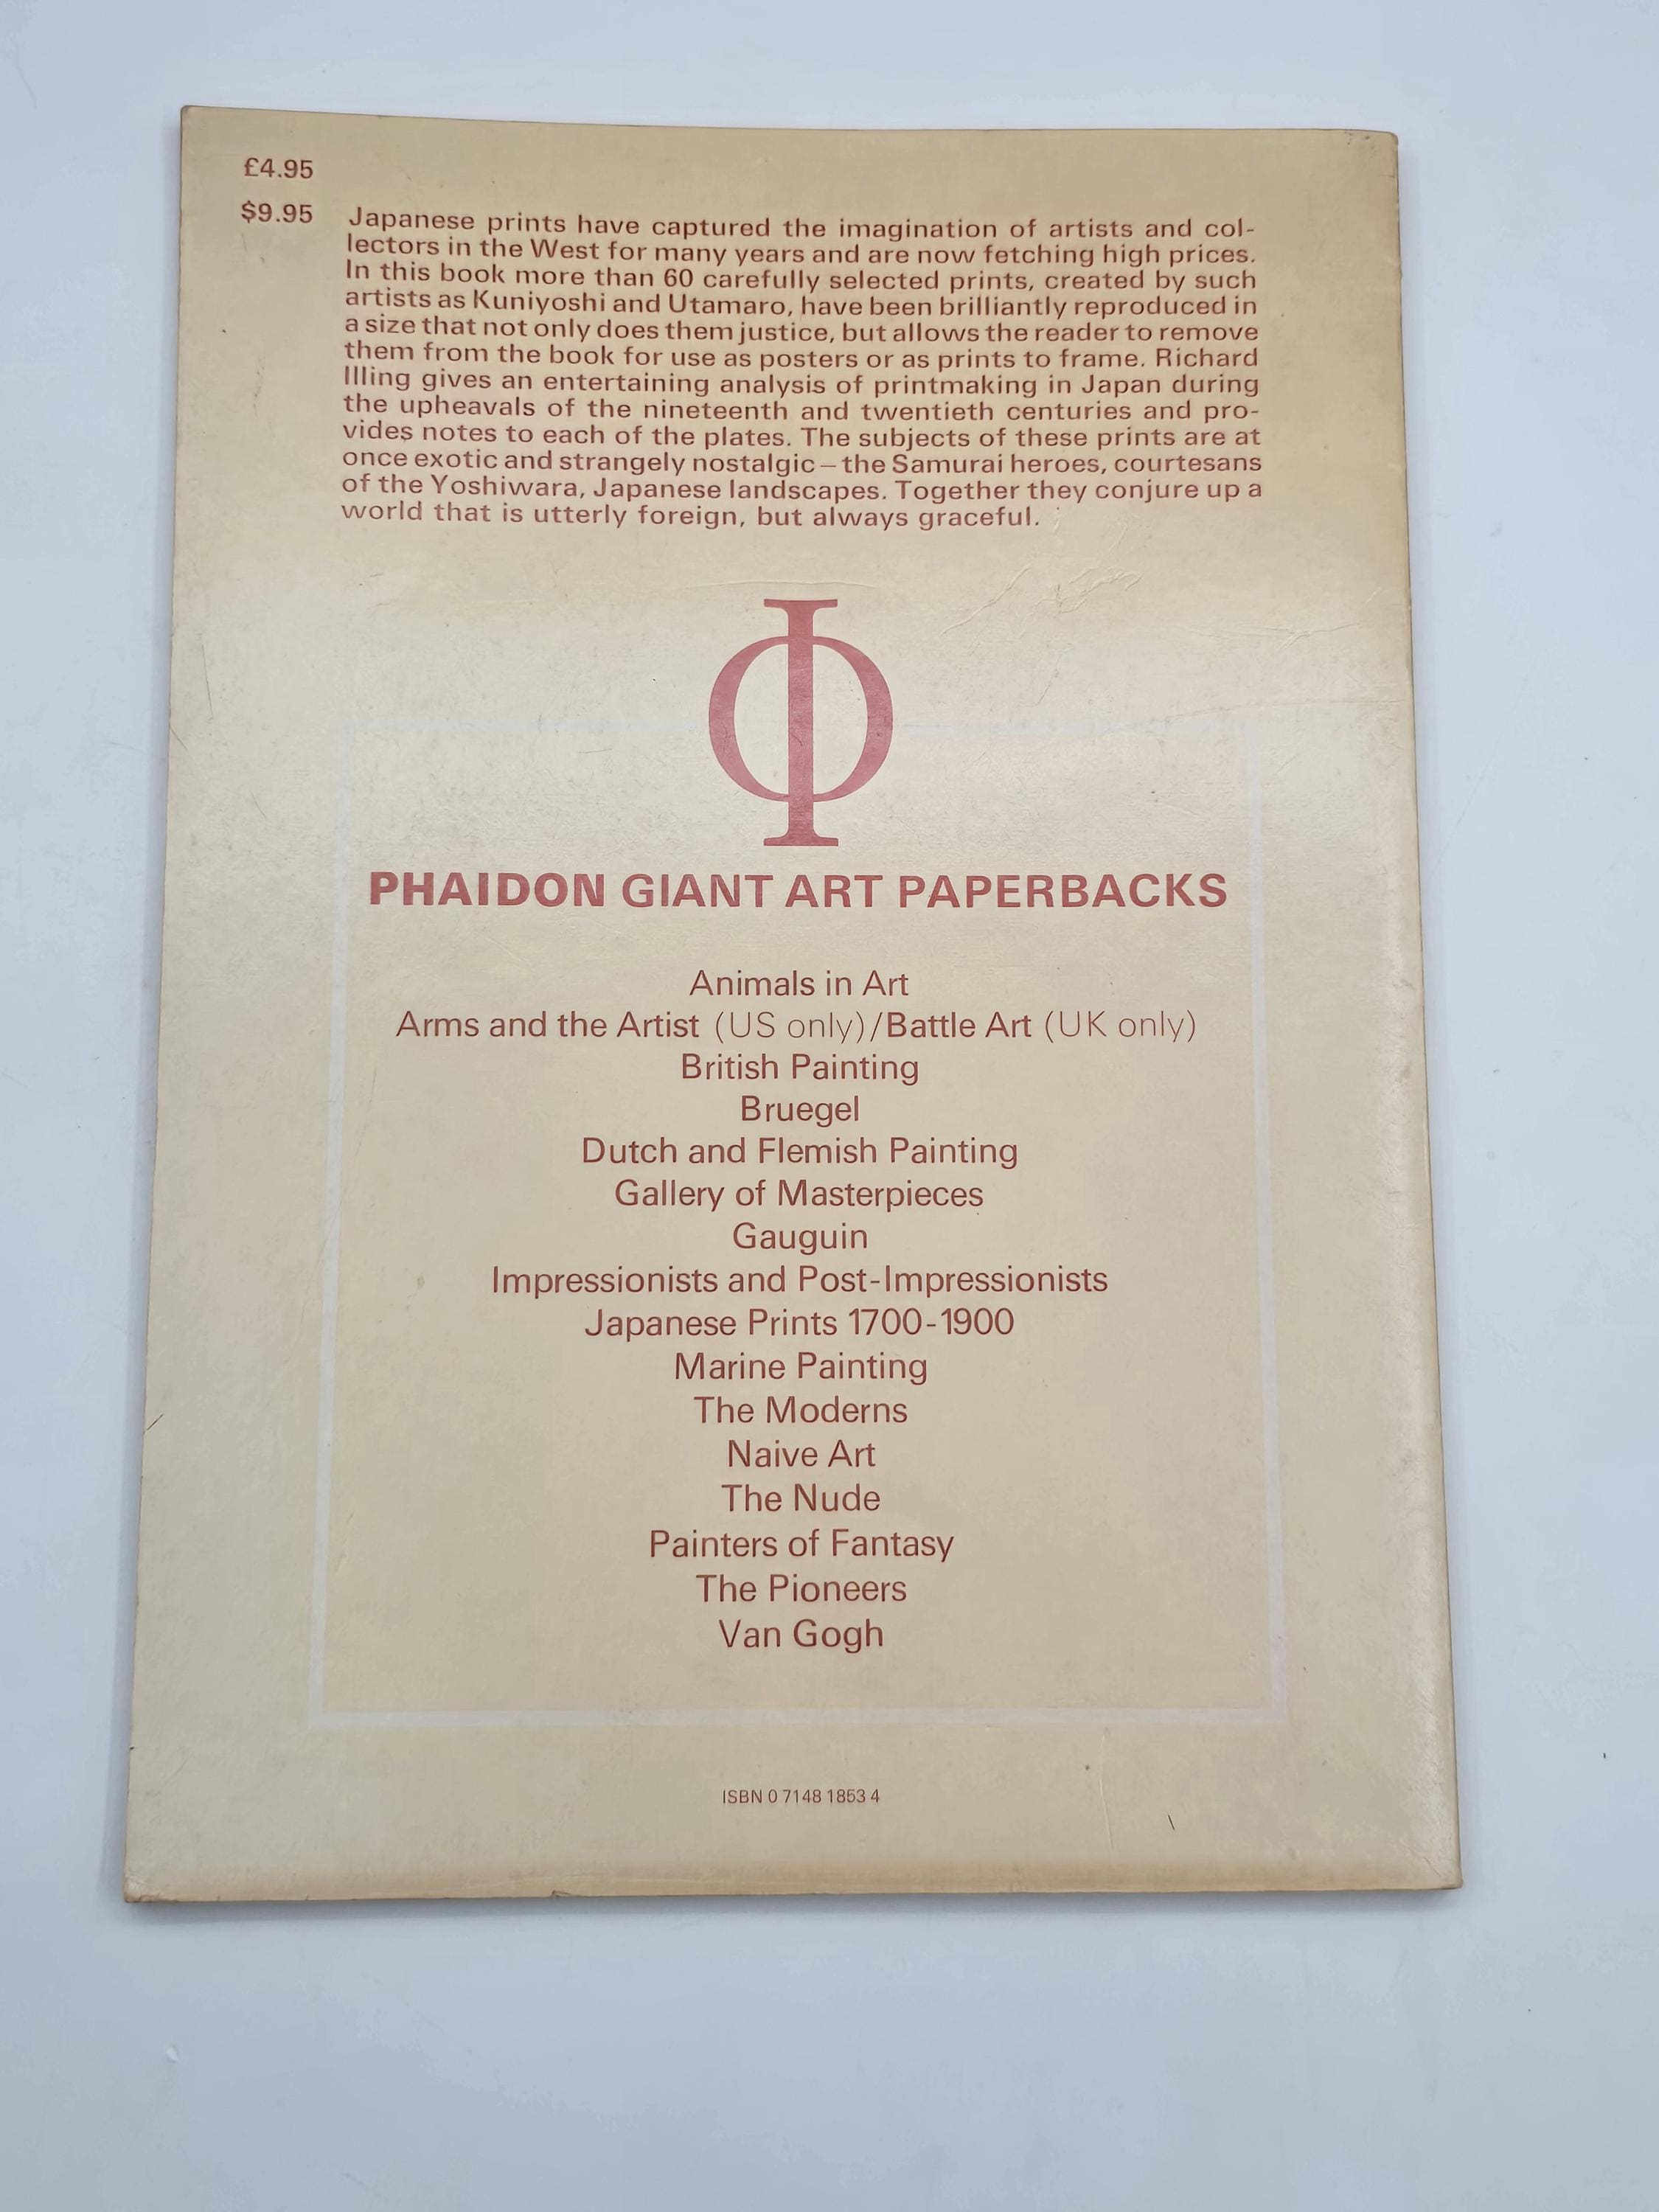 £4.95
$9.95
Japanese prints have captured the imagination of artists and col-
lectors in the West for many years and are now fetching high prices.
In this book more than 60 carefully selected prints, created by such
artists as Kuniyoshi and Utamaro, have been brilliantly reproduced in
a size that not only does them justice, but allows the reader to remove
them from the book for use as posters or as prints to frame. Richard
Illing gives an entertaining analysis of printmaking in Japan during
the upheavals of the nineteenth and twentieth centuries and pro-
vides notes to each of the plates. The subjects of these prints are at
once exotic and strangely nostalgic – the Samurai heroes, courtesans
of the Yoshiwara, Japanese landscapes. Together they conjure up a
world that is utterly foreign, but always graceful.
Φ
PHAIDON GIANT ART PAPERBACKS
Animals in Art
Arms and the Artist (US only)/Battle Art (UK only)
British Painting
Bruegel
Dutch and Flemish Painting
Gallery of Masterpieces
Gauguin
Impressionists and Post-Impressionists
Japanese Prints 1700-1900
Marine Painting
The Moderns
Naive Art
The Nude
Painters of Fantasy
The Pioneers
Van Gogh
ISBN 0 7148 1853 4